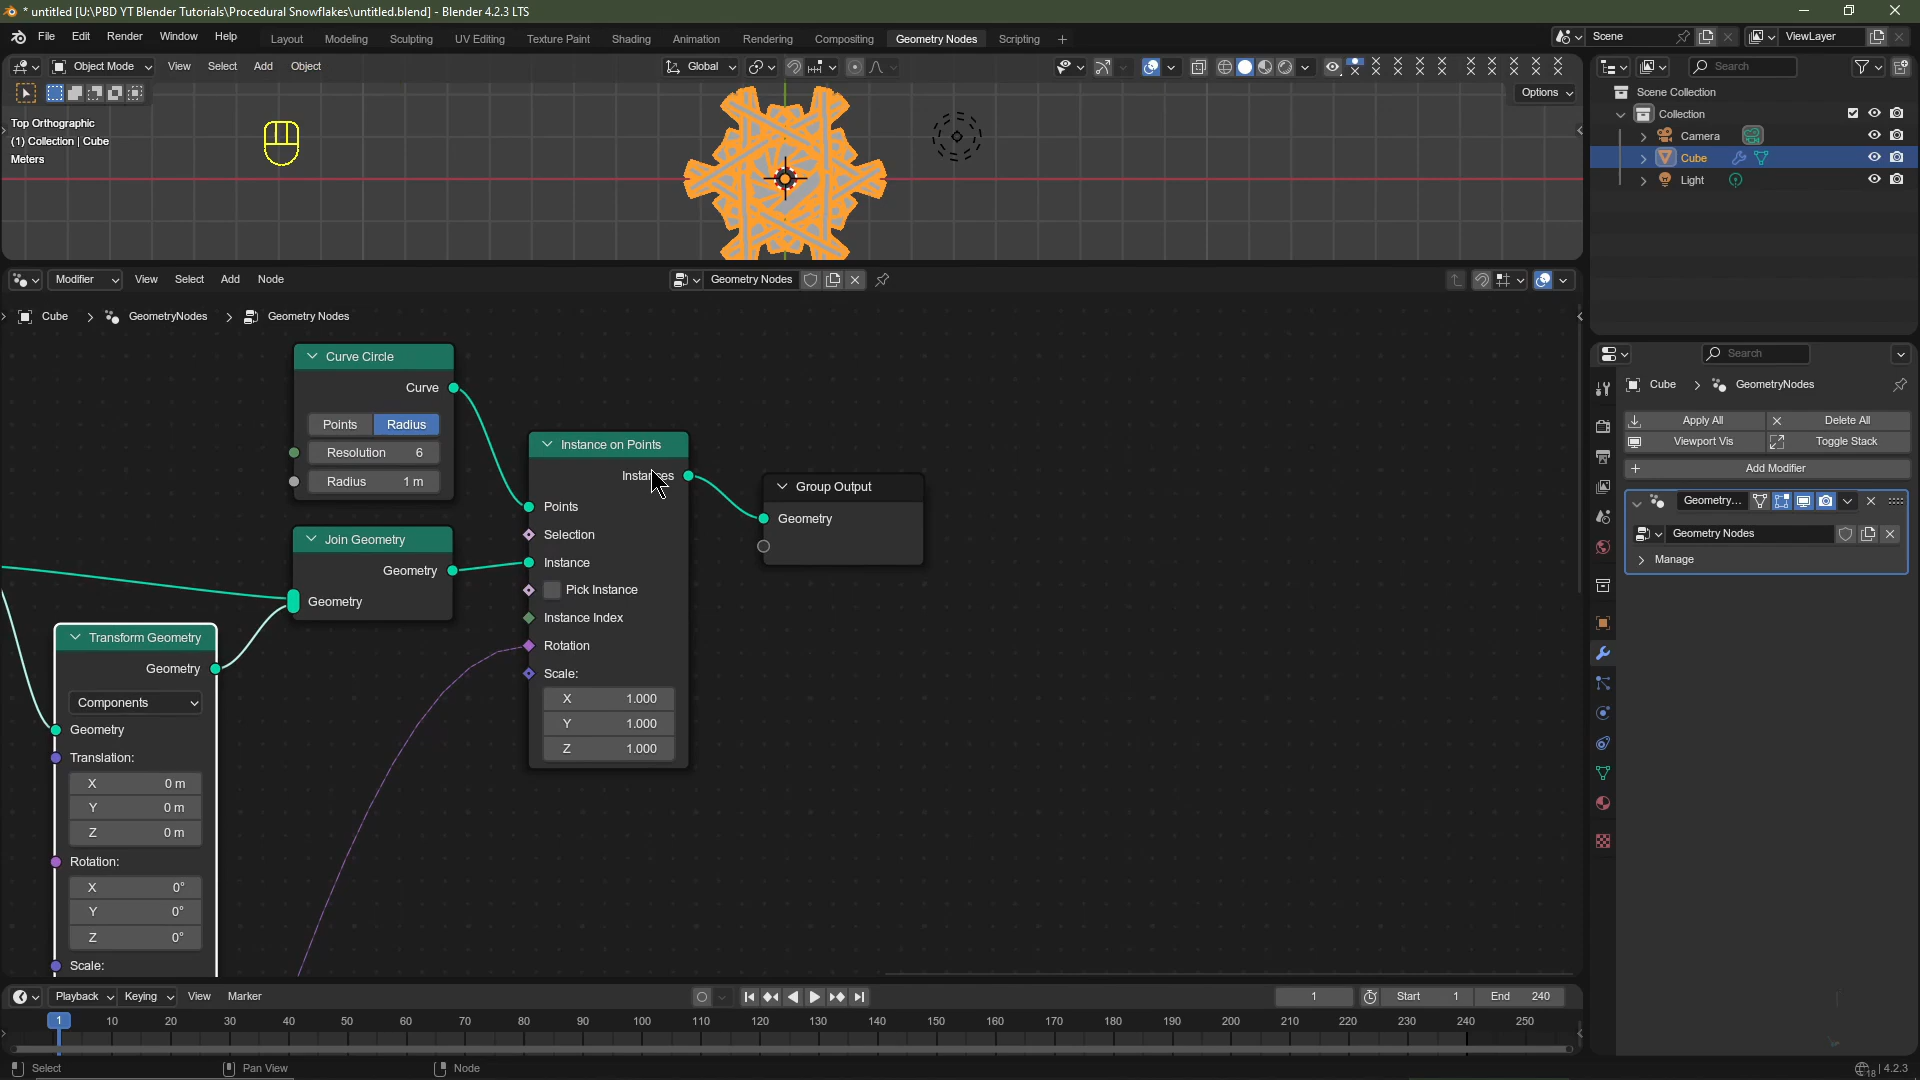 * untitled [U:\PBD YT Blender Tutorials\Procedural Snowflakes\untitled.blend] - Blender 4.2.3 LTS
File Edit Render Window Help Layout Modeling Sculpting UV Editing Texture Paint Shading Animation Rendering Compositing Geometry Nodes Scripting + Scene ViewLayer
Object Mode View Select Add Object Global Search
Options
Scene Collection
Top Orthographic
(1) Collection | Cube
Meters
Collection
Camera
Cube
Light
Modifier View Select Add Node Geometry Nodes
Cube > GeometryNodes > Geometry Nodes
Curve Circle
Curve
Points Radius
Resolution 6
Radius 1 m
Join Geometry
Geometry
Geometry
Transform Geometry
Geometry
Components
Geometry
Translation:
X 0 m
Y 0 m
Z 0 m
Rotation:
X 0°
Y 0°
Z 0°
Scale:
Instance on Points
Instances
Points
Selection
Instance
Pick Instance
Instance Index
Rotation
Scale:
X 1.000
Y 1.000
Z 1.000
Group Output
Geometry
Search
Cube > GeometryNodes
Apply All Delete All
Viewport Vis Toggle Stack
Add Modifier
Geometry...
Geometry Nodes
Manage
Playback Keying View Marker 1 Start 1 End 240
1 10 20 30 40 50 60 70 80 90 100 110 120 130 140 150 160 170 180 190 200 210 220 230 240 250
Select Pan View Node 18 | 4.2.3